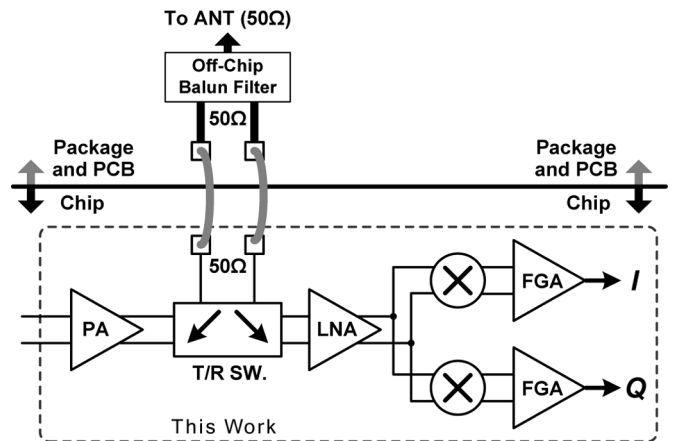 To ANT (50Ω)
Off-Chip
Balun Filter
50Ω
Package
and PCB
Package
and PCB
Chip
Chip
50Ω
PA
LNA
T/R SW.
FGA
I
FGA
Q
This Work